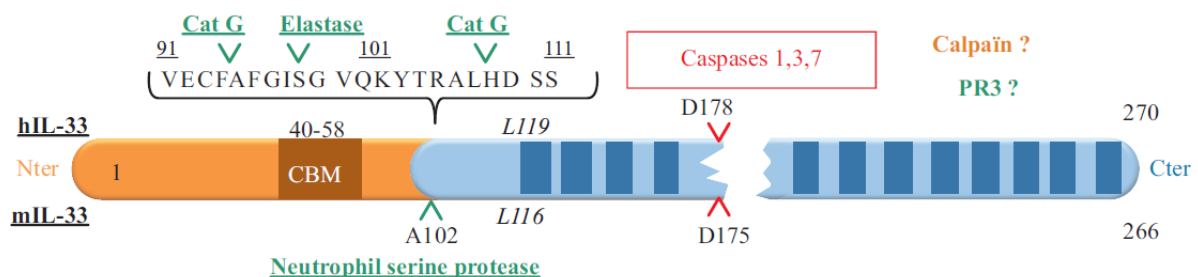 Cat G Elastase Cat G
91 101 111
VECFAFGISG VQKYTRALHD SS
Caspases 1,3,7
Calpaïn ?
PR3 ?
hIL-33 40-58 L119 D178 270
Nter 1 CBM Cter
mIL-33 A102 L116 D175 266
Neutrophil serine protease